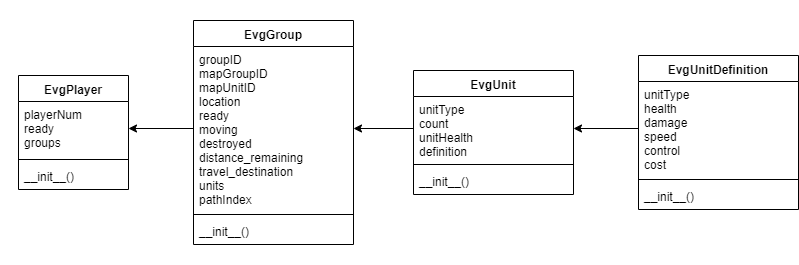 EvgPlayer
playerNum
ready
groups
__init__()
EvgGroup
groupID
mapGroupID
mapUnitID
location
ready
moving
destroyed
distance_remaining
travel_destination
units
pathIndex
__init__()
EvgUnit
unitType
count
unitHealth
definition
__init__()
EvgUnitDefinition
unitType
health
damage
speed
control
cost
__init__()